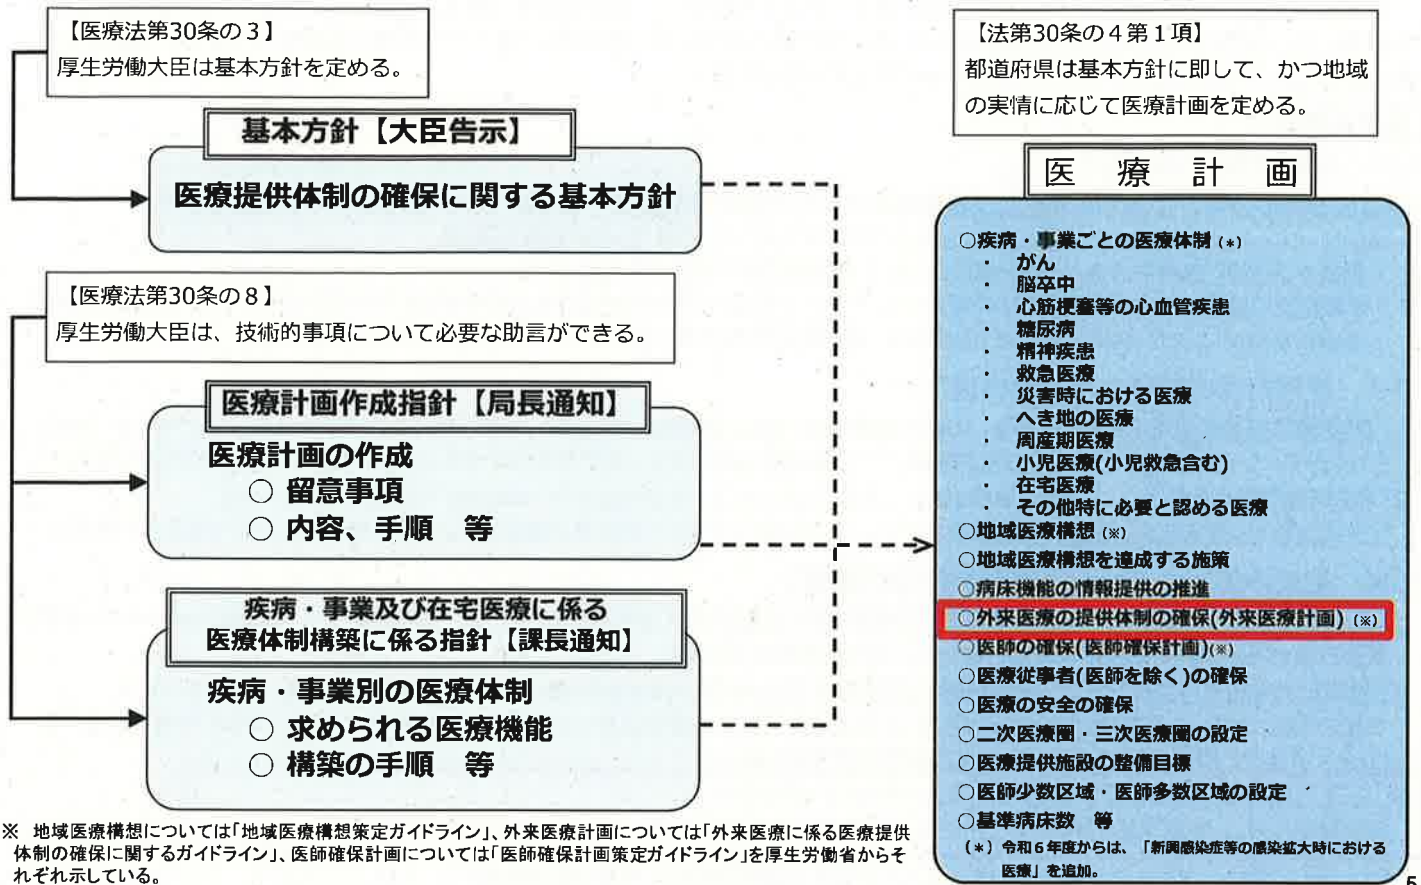 【医療法第30条の3】
厚生労働大臣は基本方針を定める。
基本方針【大臣告示】
医療提供体制の確保に関する基本方針
【医療法第30条の8】
厚生労働大臣は、技術的事項について必要な助言ができる。
医療計画作成指針【局長通知】
医療計画の作成
○ 留意事項
○ 内容、手順 等
疾病・事業及び在宅医療に係る
医療体制構築に係る指針【課長通知】
疾病・事業別の医療体制
○ 求められる医療機能
○ 構築の手順 等
※ 地域医療構想については「地域医療構想策定ガイドライン」、外来医療計画については「外来医療に係る医療提供
体制の確保に関するガイドライン」、医師確保計画については「医師確保計画策定ガイドライン」を厚生労働省からそ
れぞれ示している。
【法第30条の4第1項】
都道府県は基本方針に即して、かつ地域
の実情に応じて医療計画を定める。
医 療 計 画
○疾病・事業ごとの医療体制(*)
・ がん
・ 脳卒中
・ 心筋梗塞等の心血管疾患
・ 糖尿病
・ 精神疾患
・ 救急医療
・ 災害時における医療
・ へき地の医療
・ 周産期医療
・ 小児医療(小児救急含む)
・ 在宅医療
・ その他特に必要と認める医療
○地域医療構想(※)
○地域医療構想を達成する施策
○病床機能の情報提供の推進
○外来医療の提供体制の確保(外来医療計画)(※)
○医師の確保(医師確保計画)(※)
○医療従事者(医師を除く)の確保
○医療の安全の確保
○二次医療圏・三次医療圏の設定
○医療提供施設の整備目標
○医師少数区域・医師多数区域の設定
○基準病床数 等
(*)令和6年度からは、「新興感染症等の感染拡大時における
医療」を追加。
5